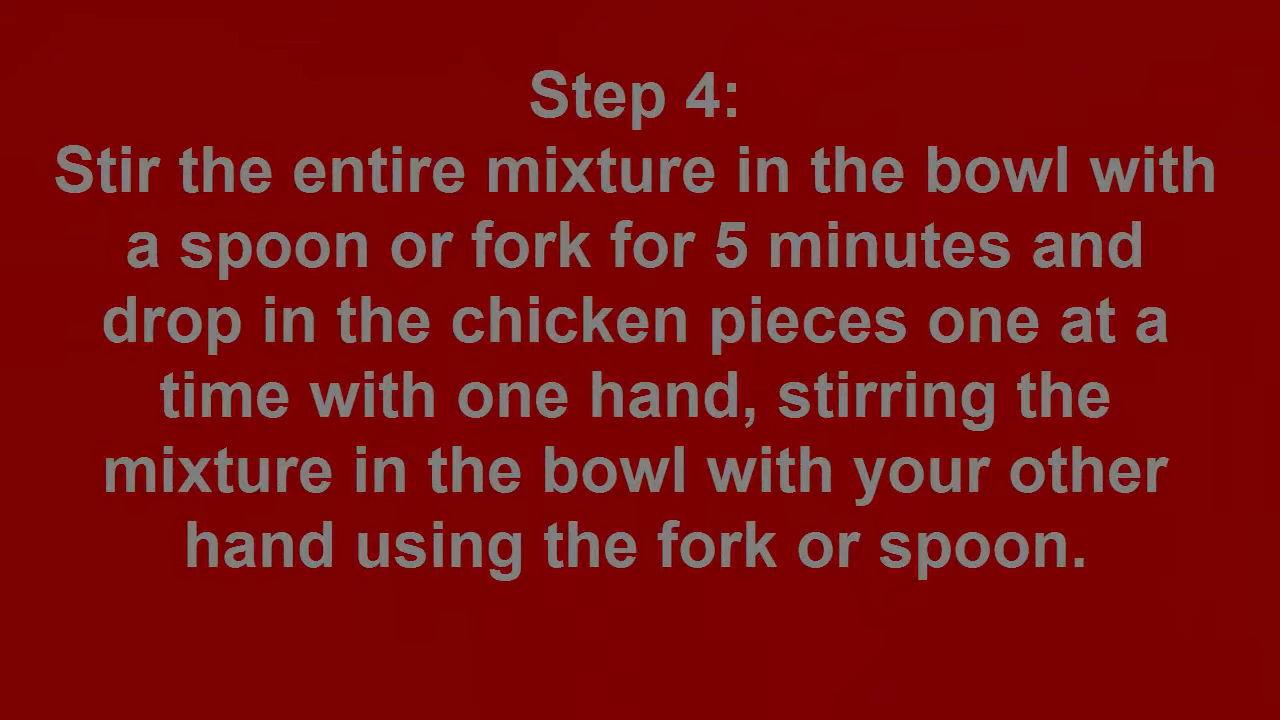 Step 4:
Stir the entire mixture in the bowl with
a spoon or fork for 5 minutes and
drop in the chicken pieces one at a
time with one hand, stirring the
mixture in the bowl with your other
hand using the fork or spoon.